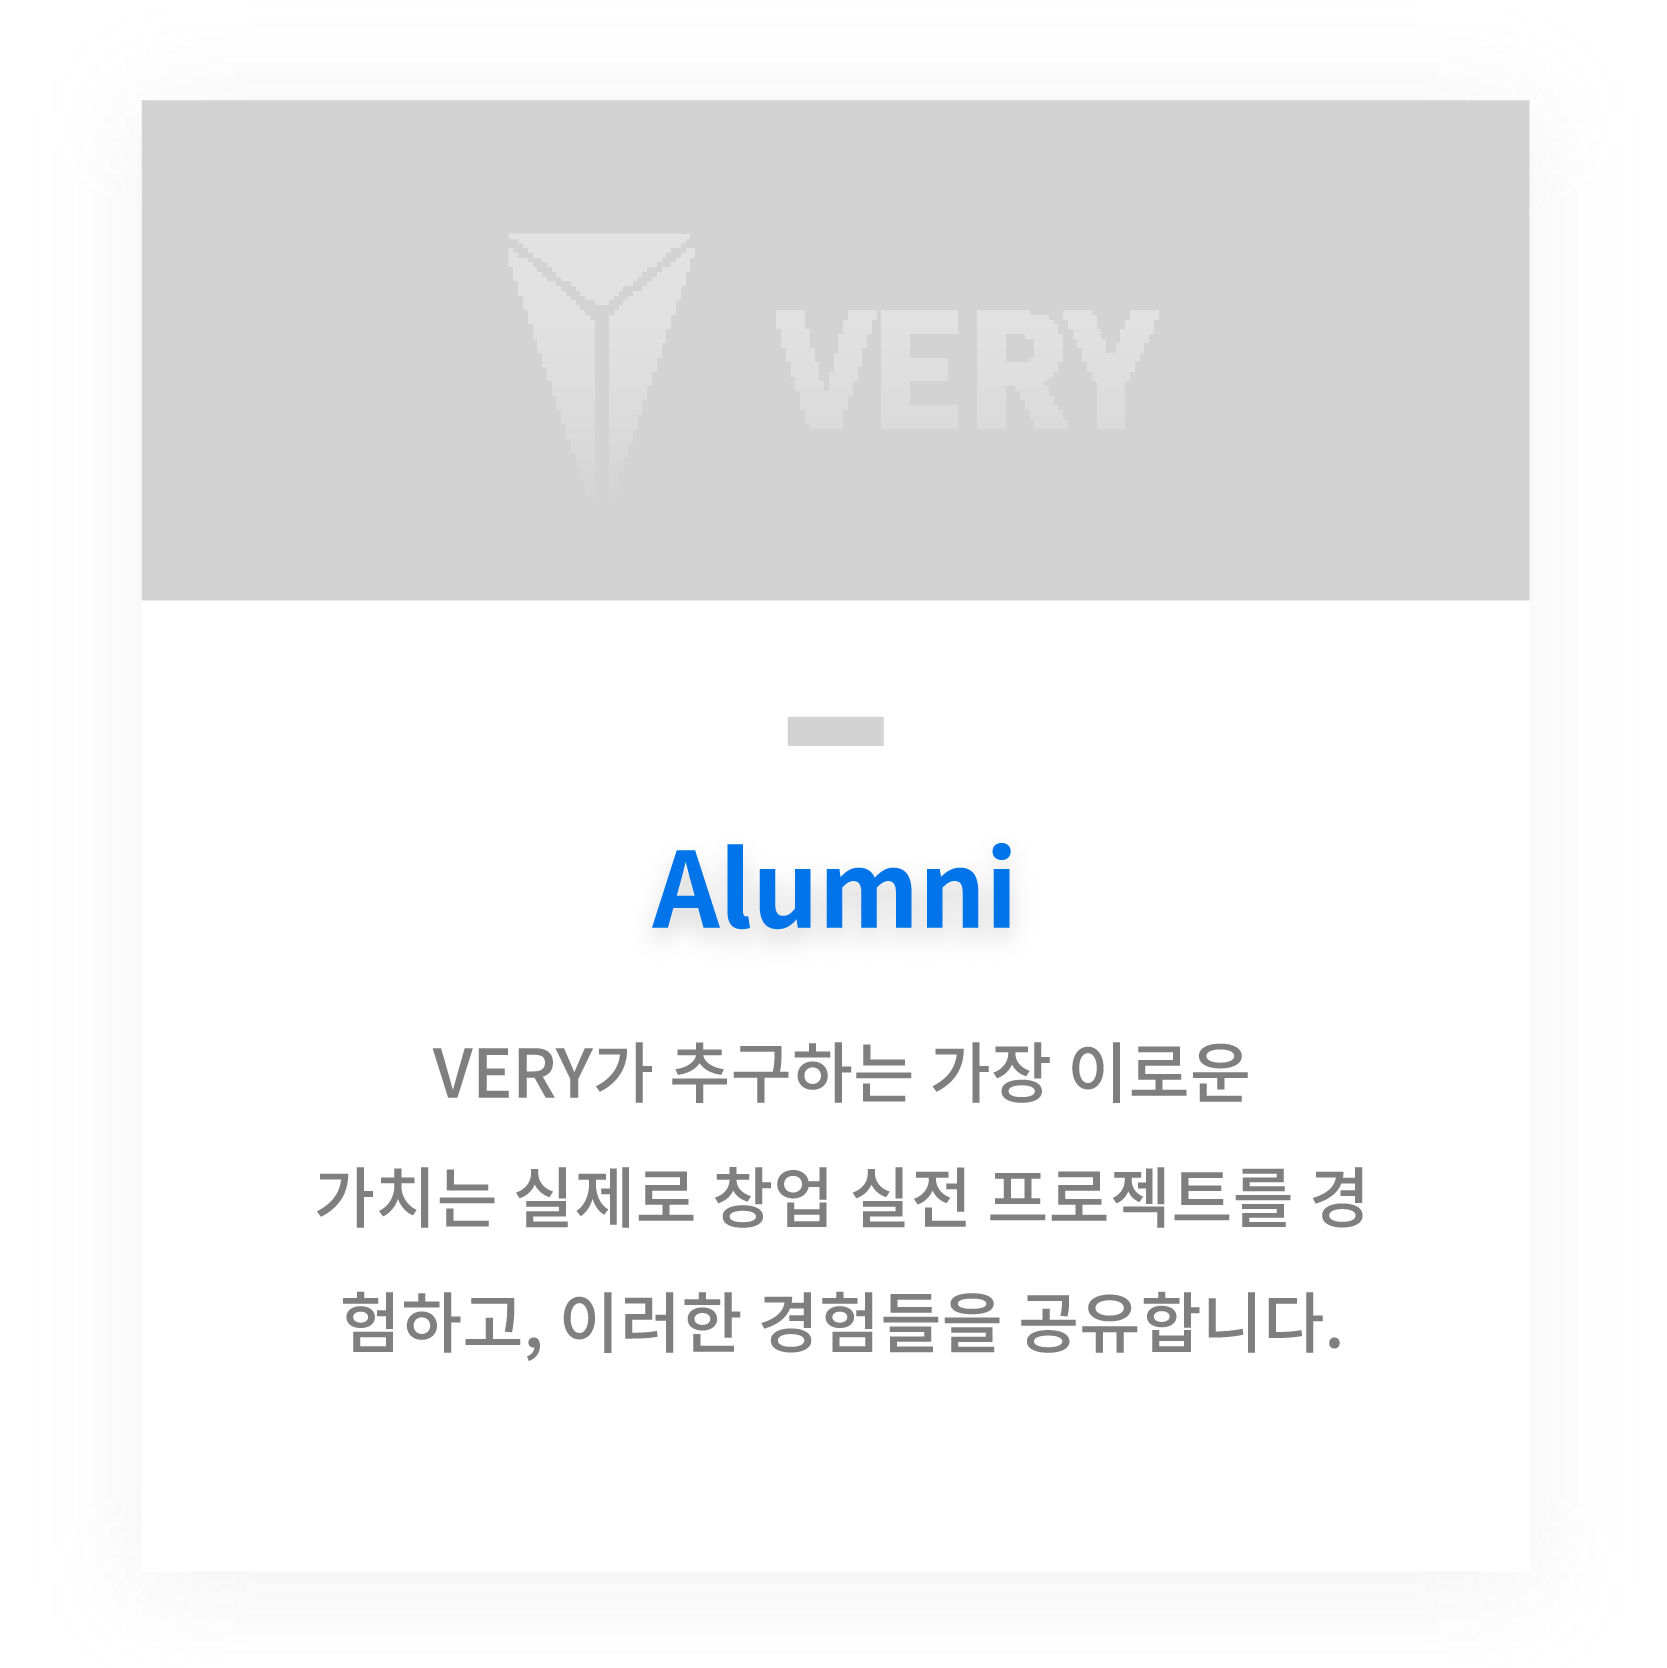 VERY
Alumni
VERY가 추구하는 가장 이로운
가치는 실제로 창업 실전 프로젝트를 경
험하고, 이러한 경험들을 공유합니다.